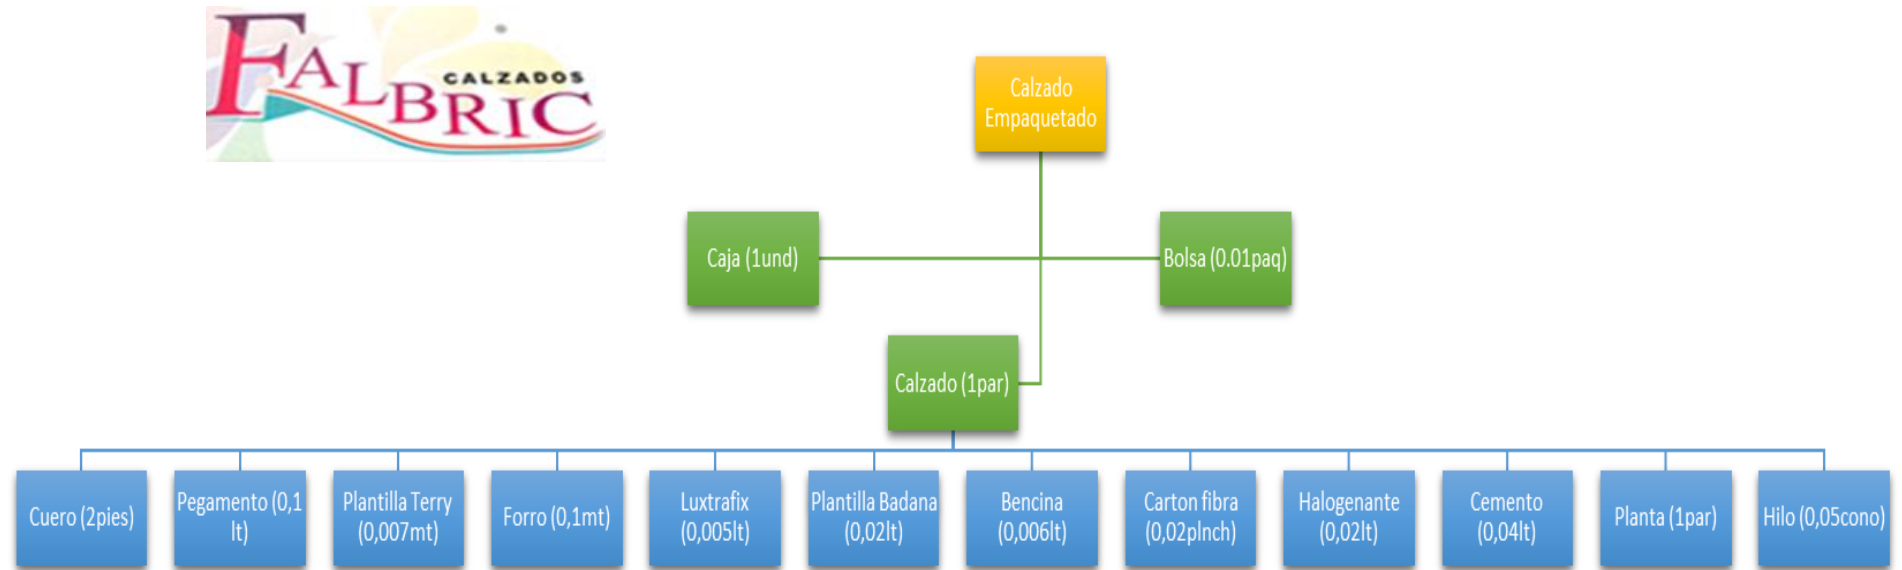 FALBRIC
CALZADOS
Calzado
Empaquetado
Caja (1und)
Bolsa (0.01paq)
Calzado (1par)
Cuero (2pies)
Pegamento (0,1
lt)
Plantilla Terry
(0,007mt)
Forro (0,1mt)
Luxtrafix
(0,005lt)
Plantilla Badana
(0,02lt)
Bencina
(0,006lt)
Carton fibra
(0,02plnch)
Halogenante
(0,02lt)
Cemento
(0,04lt)
Planta (1par)
Hilo (0,05cono)